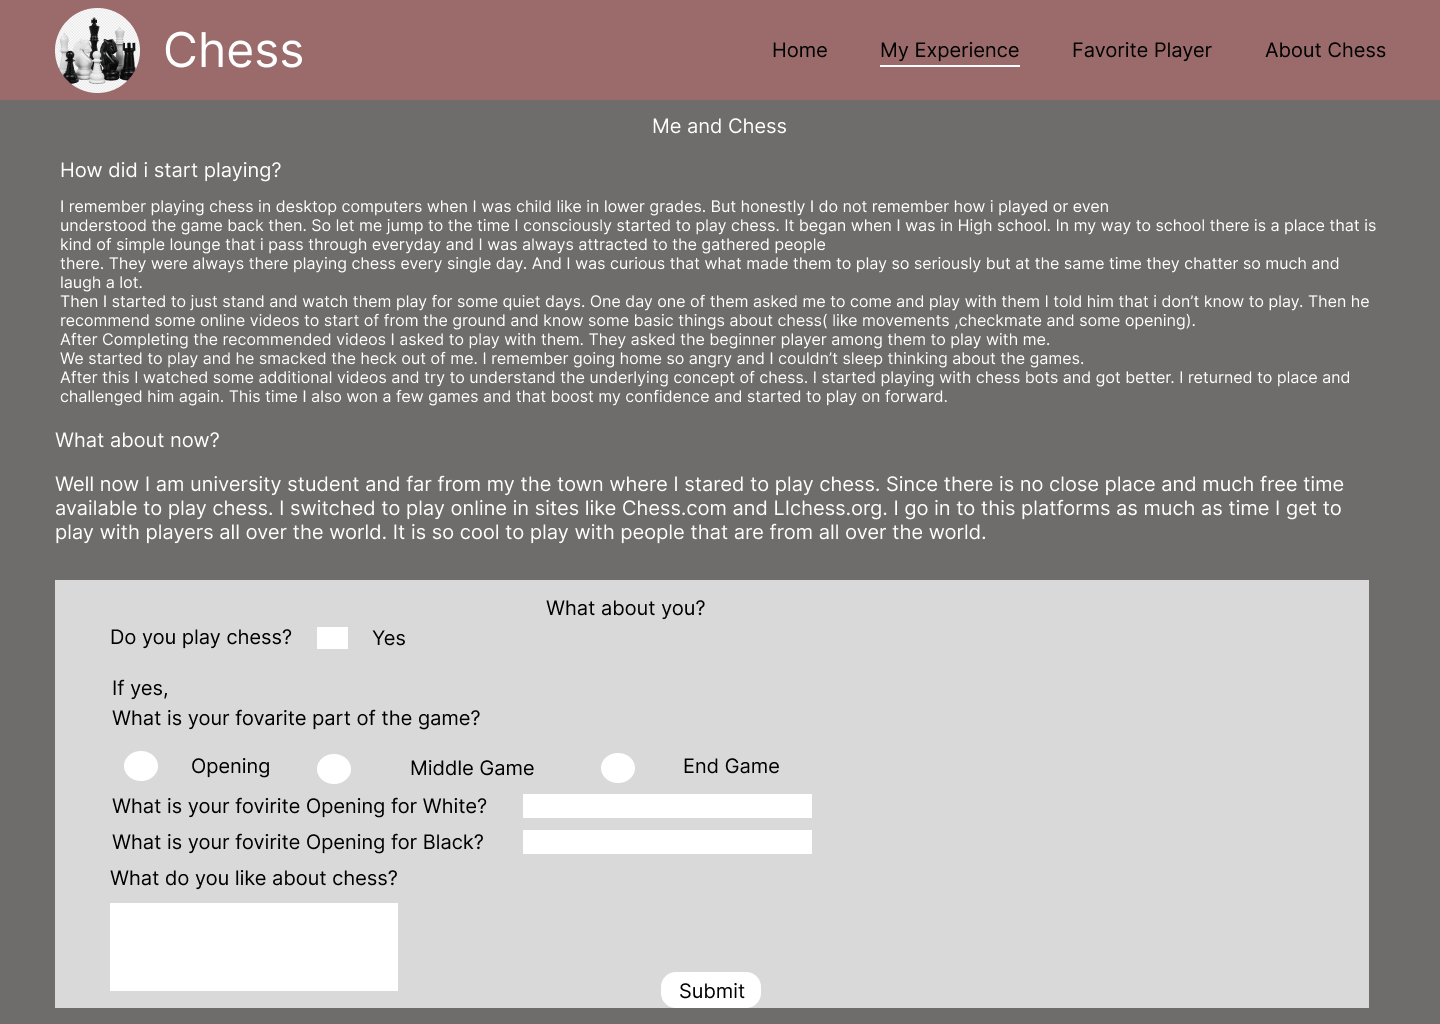 Chess
Home
My Experience
Favorite Player
About Chess
Me and Chess
How did i start playing?
I remember playing chess in desktop computers when I was child like in lower grades. But honestly I do not remember how i played or even
understood the game back then. So let me jump to the time I consciously started to play chess. It began when I was in High school. In my way to school there is a place that is
kind of simple lounge that i pass through everyday and I was always attracted to the gathered people
there. They were always there playing chess every single day. And I was curious that what made them to play so seriously but at the same time they chatter so much and
laugh a lot.
Then I started to just stand and watch them play for some quiet days. One day one of them asked me to come and play with them I told him that i don’t know to play. Then he
recommend some online videos to start of from the ground and know some basic things about chess( like movements ,checkmate and some opening).
After Completing the recommended videos I asked to play with them. They asked the beginner player among them to play with me.
We started to play and he smacked the heck out of me. I remember going home so angry and I couldn’t sleep thinking about the games.
After this I watched some additional videos and try to understand the underlying concept of chess. I started playing with chess bots and got better. I returned to place and
challenged him again. This time I also won a few games and that boost my confidence and started to play on forward.
What about now?
Well now I am university student and far from my the town where I stared to play chess. Since there is no close place and much free time
available to play chess. I switched to play online in sites like Chess.com and LIchess.org. I go in to this platforms as much as time I get to
play with players all over the world. It is so cool to play with people that are from all over the world.
What about you?
Do you play chess?
Yes
If yes,
What is your fovarite part of the game?
Opening
Middle Game
End Game
What is your fovirite Opening for White?
What is your fovirite Opening for Black?
What do you like about chess?
Submit